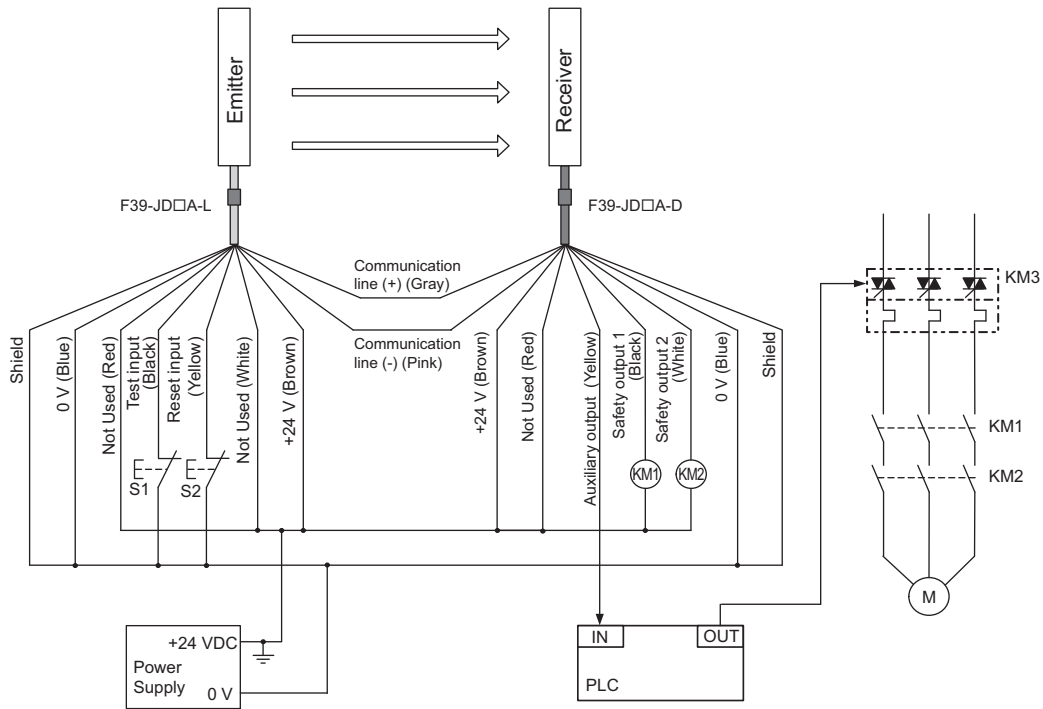 Emitter
Receiver
F39-JD□A-L
F39-JD□A-D
Communication
line (+) (Gray)
Communication
line (-) (Pink)
Shield
0 V (Blue)
Not Used (Red)
Test input
(Black)
Reset input
(Yellow)
Not Used (White)
+24 V (Brown)
+24 V (Brown)
Not Used (Red)
Auxiliary output (Yellow)
Safety output 1
(Black)
Safety output 2
(White)
0 V (Blue)
Shield
S1
S2
KM1
KM2
KM3
KM1
KM2
M
+24 VDC
Power
Supply
0 V
IN
OUT
PLC